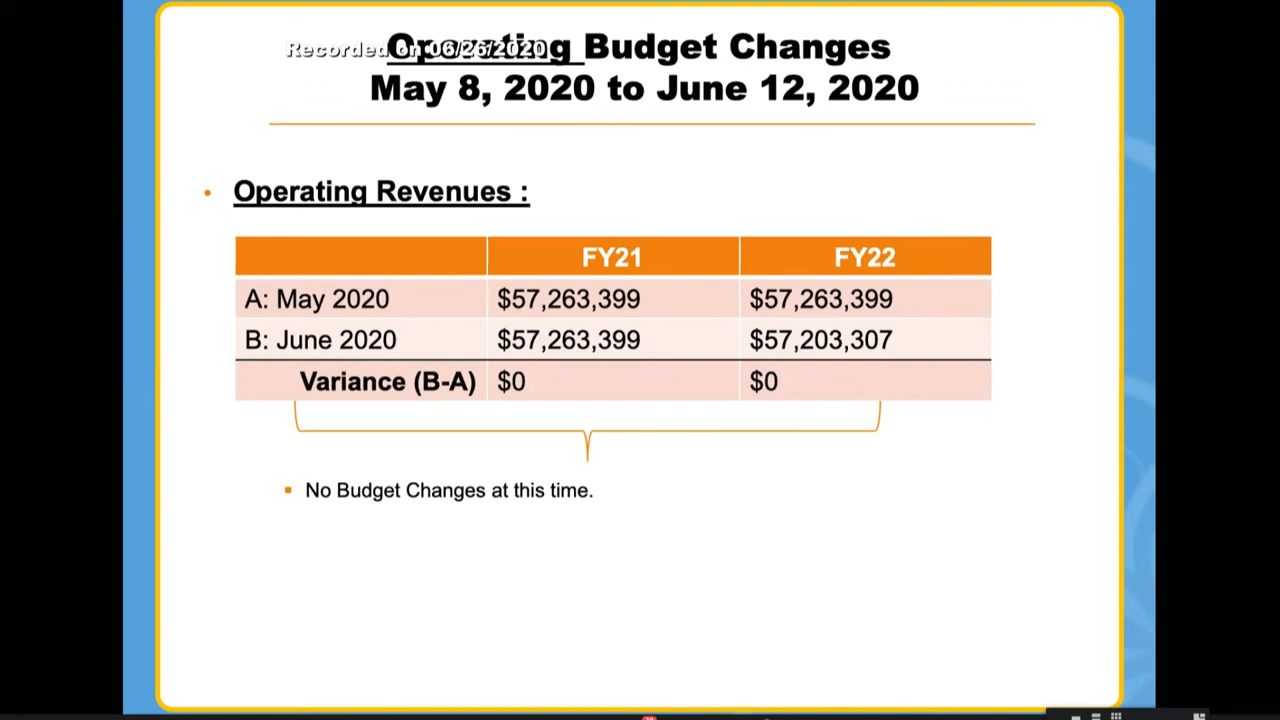 Recorded on 06/26/2020
Operating Budget Changes
May 8, 2020 to June 12, 2020
Operating Revenues :
FY21 FY22
A: May 2020 $57,263,399 $57,263,399
B: June 2020 $57,263,399 $57,203,307
Variance (B-A) $0 $0
No Budget Changes at this time.